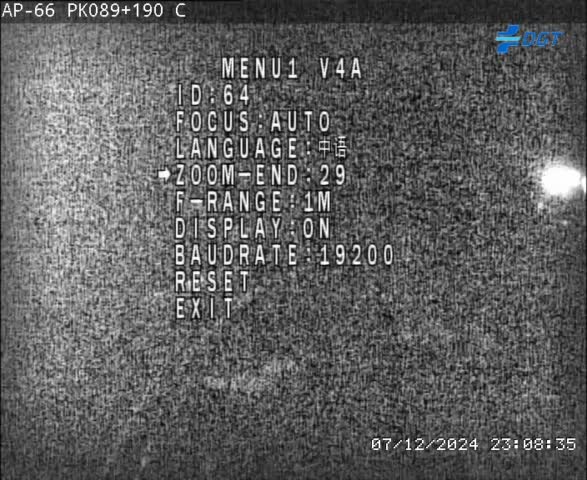 AP-66 PK089+190 C
DGT
MENU1 V4A
ID:64
FOCUS:AUTO
LANGUAGE:中语
ZOOM-END:29
F-RANGE:1M
DISPLAY:ON
BAUDRATE:19200
RESET
EXIT
07/12/2024 23:08:35